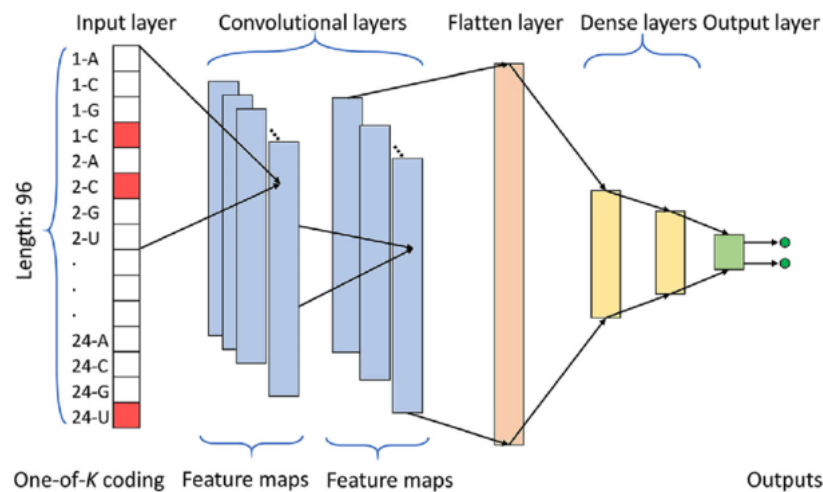 Input layer
Convolutional layers
Flatten layer
Dense layers
Output layer
Length: 96
1-A
1-C
1-G
1-C
2-A
2-C
2-G
2-U
.
.
.
24-A
24-C
24-G
24-U
One-of-K coding
Feature maps
Feature maps
Outputs